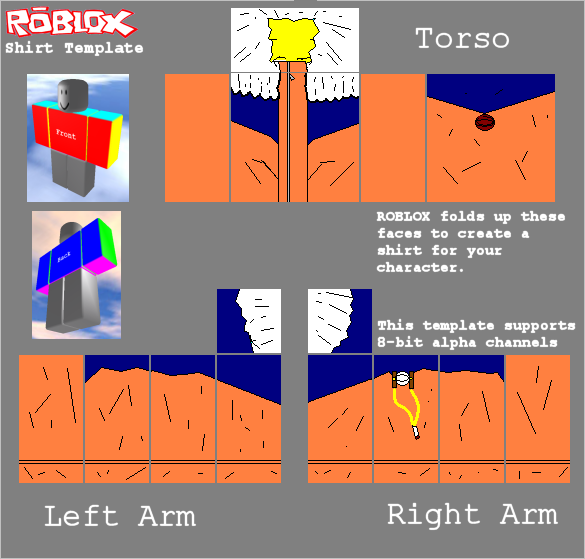 ROBLOX
Shirt Template
Torso
Front
Back
ROBLOX folds up these
faces to create a
shirt for your
character.
This template supports
8-bit alpha channels
Left Arm
Right Arm